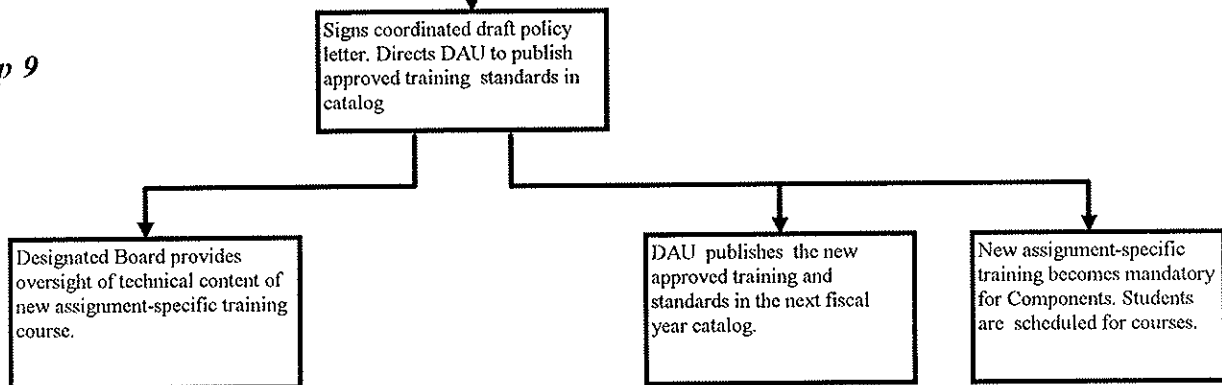 Signs coordinated draft policy
letter. Directs DAU to publish
approved training standards in
catalog
p 9
Designated Board provides
oversight of technical content of
new assignment-specific training
course.
DAU publishes the new
approved training and
standards in the next fiscal
year catalog.
New assignment-specific
training becomes mandatory
for Components. Students
are scheduled for courses.